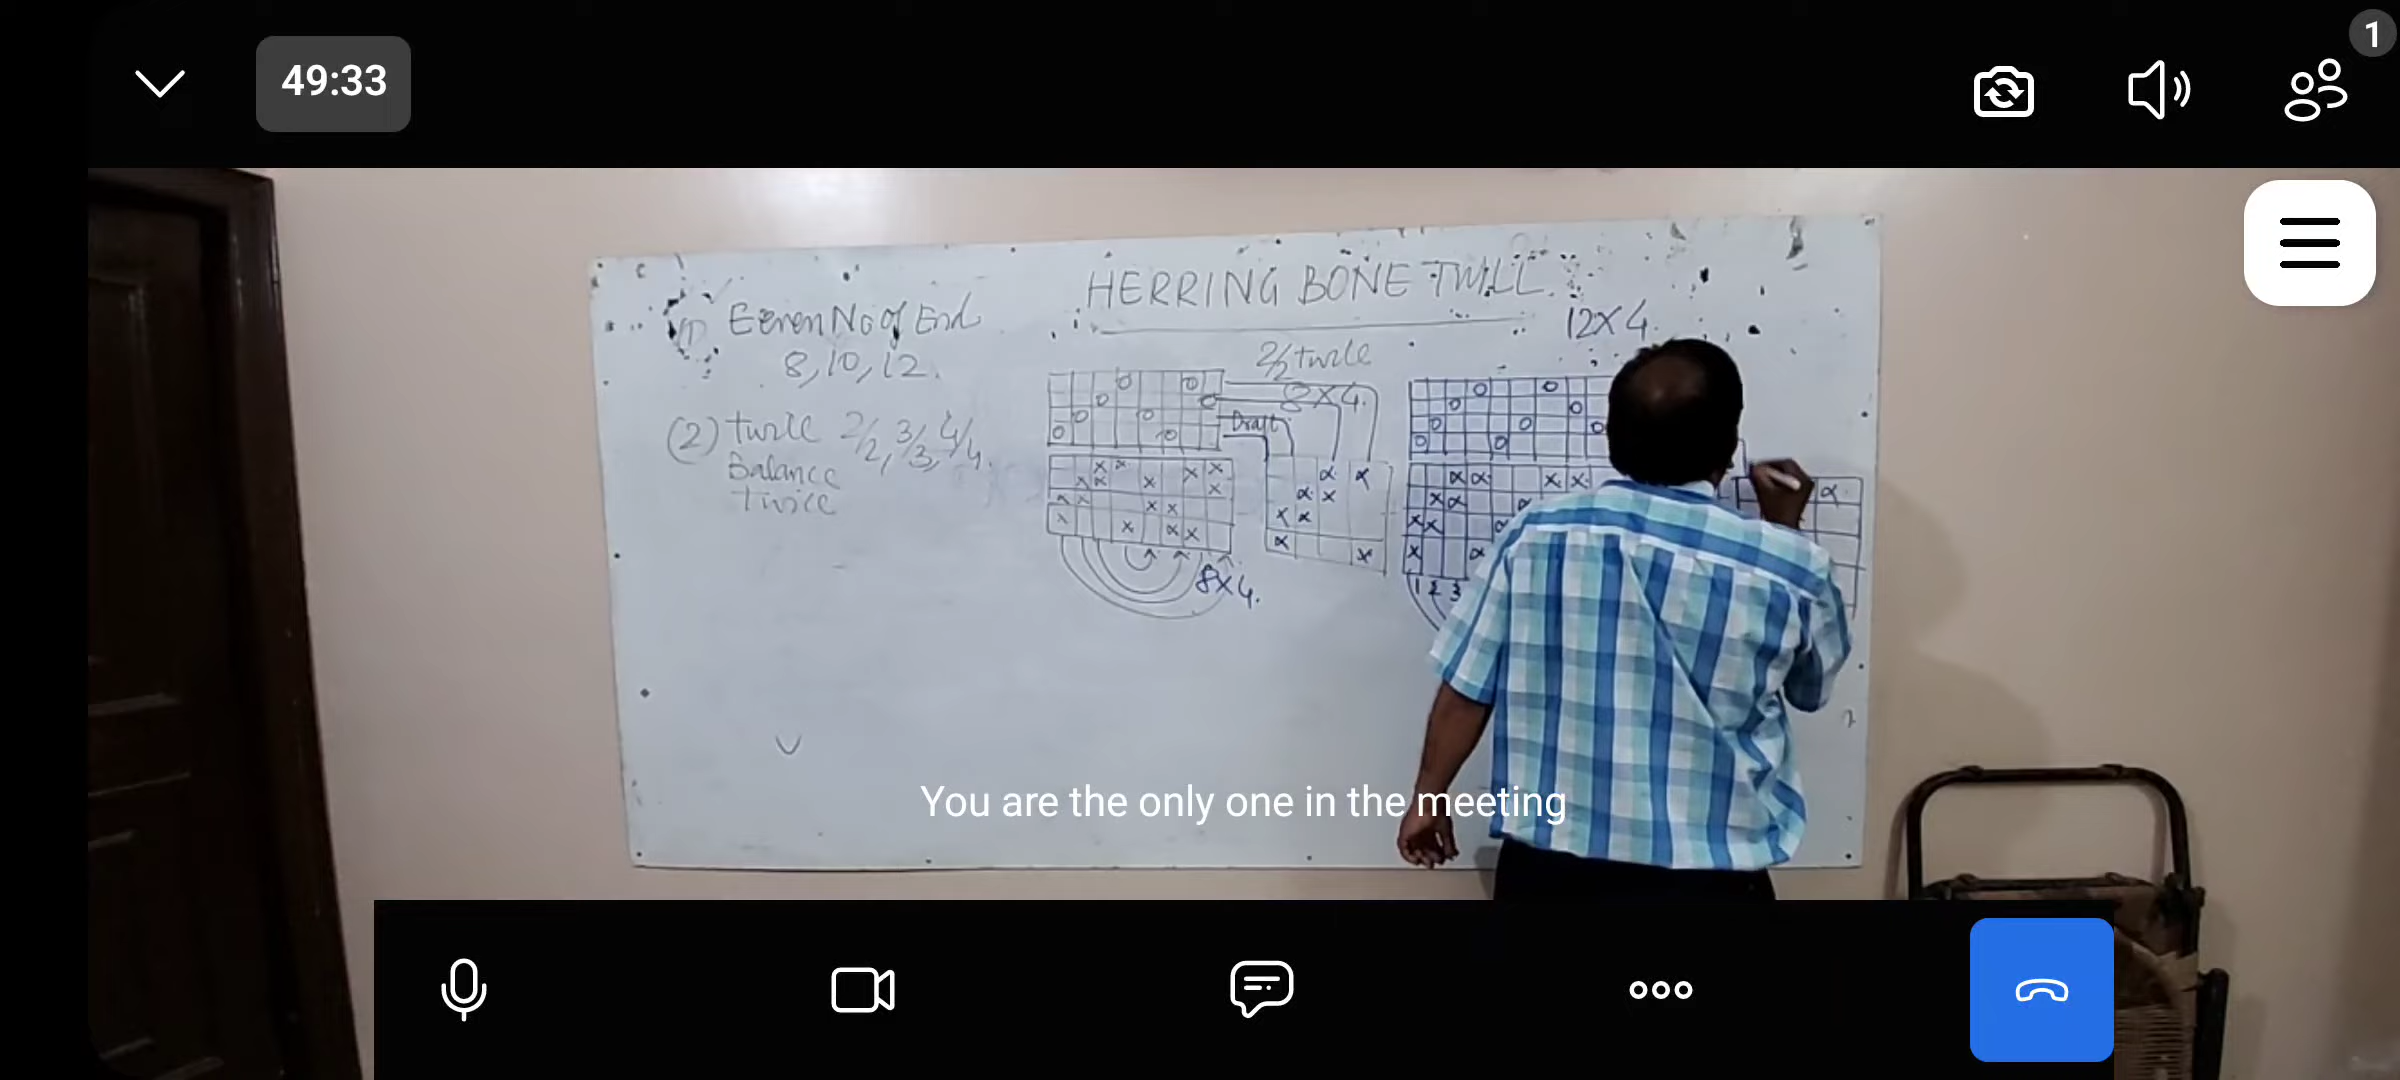 1
49:33
HERRING BONE TWILL
(1) Eeven No of End
8, 10, 12.
(2) twill 2/2, 3/3, 4/4.
Balance
2/2 twill
8X4.
Draft
8X4.
12X4.
1 2 3
You are the only one in the meeting